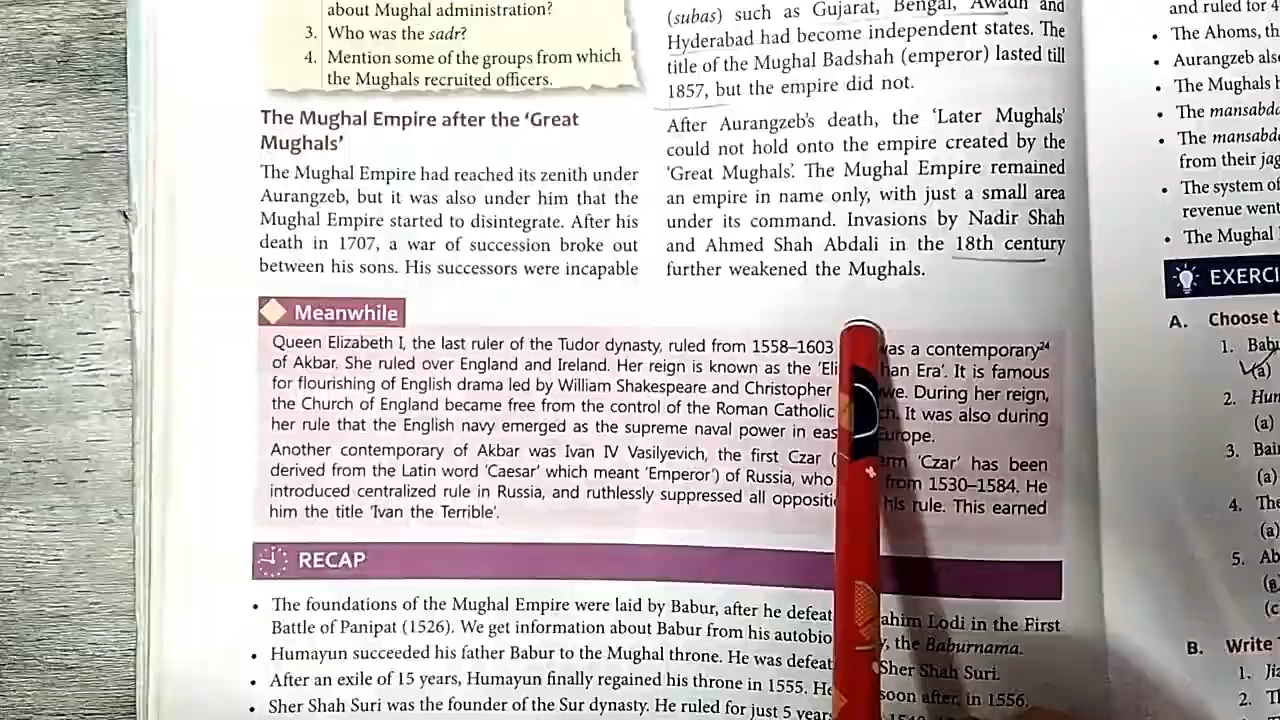 about Mughal administration?
3. Who was the sadr?
4. Mention some of the groups from which
the Mughals recruited officers.
The Mughal Empire after the ‘Great
Mughals’
The Mughal Empire had reached its zenith under
Aurangzeb, but it was also under him that the
Mughal Empire started to disintegrate. After his
death in 1707, a war of succession broke out
between his sons. His successors were incapable
(subas) such as Gujarat, Bengal, Awadh and
Hyderabad had become independent states. The
title of the Mughal Badshah (emperor) lasted till
1857, but the empire did not.
After Aurangzeb’s death, the ‘Later Mughals’
could not hold onto the empire created by the
‘Great Mughals’. The Mughal Empire remained
an empire in name only, with just a small area
under its command. Invasions by Nadir Shah
and Ahmed Shah Abdali in the 18th century
further weakened the Mughals.
Meanwhile
Queen Elizabeth I, the last ruler of the Tudor dynasty, ruled from 1558–1603 was a contemporary²⁴
of Akbar. She ruled over England and Ireland. Her reign is known as the ‘Eli han Era’. It is famous
for flourishing of English drama led by William Shakespeare and Christopher we. During her reign,
the Church of England became free from the control of the Roman Catholic ch. It was also during
her rule that the English navy emerged as the supreme naval power in eas Europe.
Another contemporary of Akbar was Ivan IV Vasilyevich, the first Czar ( erm ‘Czar’ has been
derived from the Latin word ‘Caesar’ which meant ‘Emperor’) of Russia, who from 1530–1584. He
introduced centralized rule in Russia, and ruthlessly suppressed all oppositi his rule. This earned
him the title ‘Ivan the Terrible’.
RECAP
• The foundations of the Mughal Empire were laid by Babur, after he defeat ahim Lodi in the First
Battle of Panipat (1526). We get information about Babur from his autobio y, the Baburnama.
• Humayun succeeded his father Babur to the Mughal throne. He was defeat Sher Shah Suri.
• After an exile of 15 years, Humayun finally regained his throne in 1555. He soon after, in 1556.
• Sher Shah Suri was the founder of the Sur dynasty. He ruled for just 5 year
and ruled for 4
• The Ahoms, th
• Aurangzeb als
• The Mughals h
• The mansabda
• The mansabda
from their jag
• The system of
revenue went
• The Mughal
EXERCI
A. Choose t
1. Babu
(a)
2. Hum
(a)
3. Bair
(a)
4. The
(a)
5. Ab
(a
(c
B. Write
1. Ji
2. T